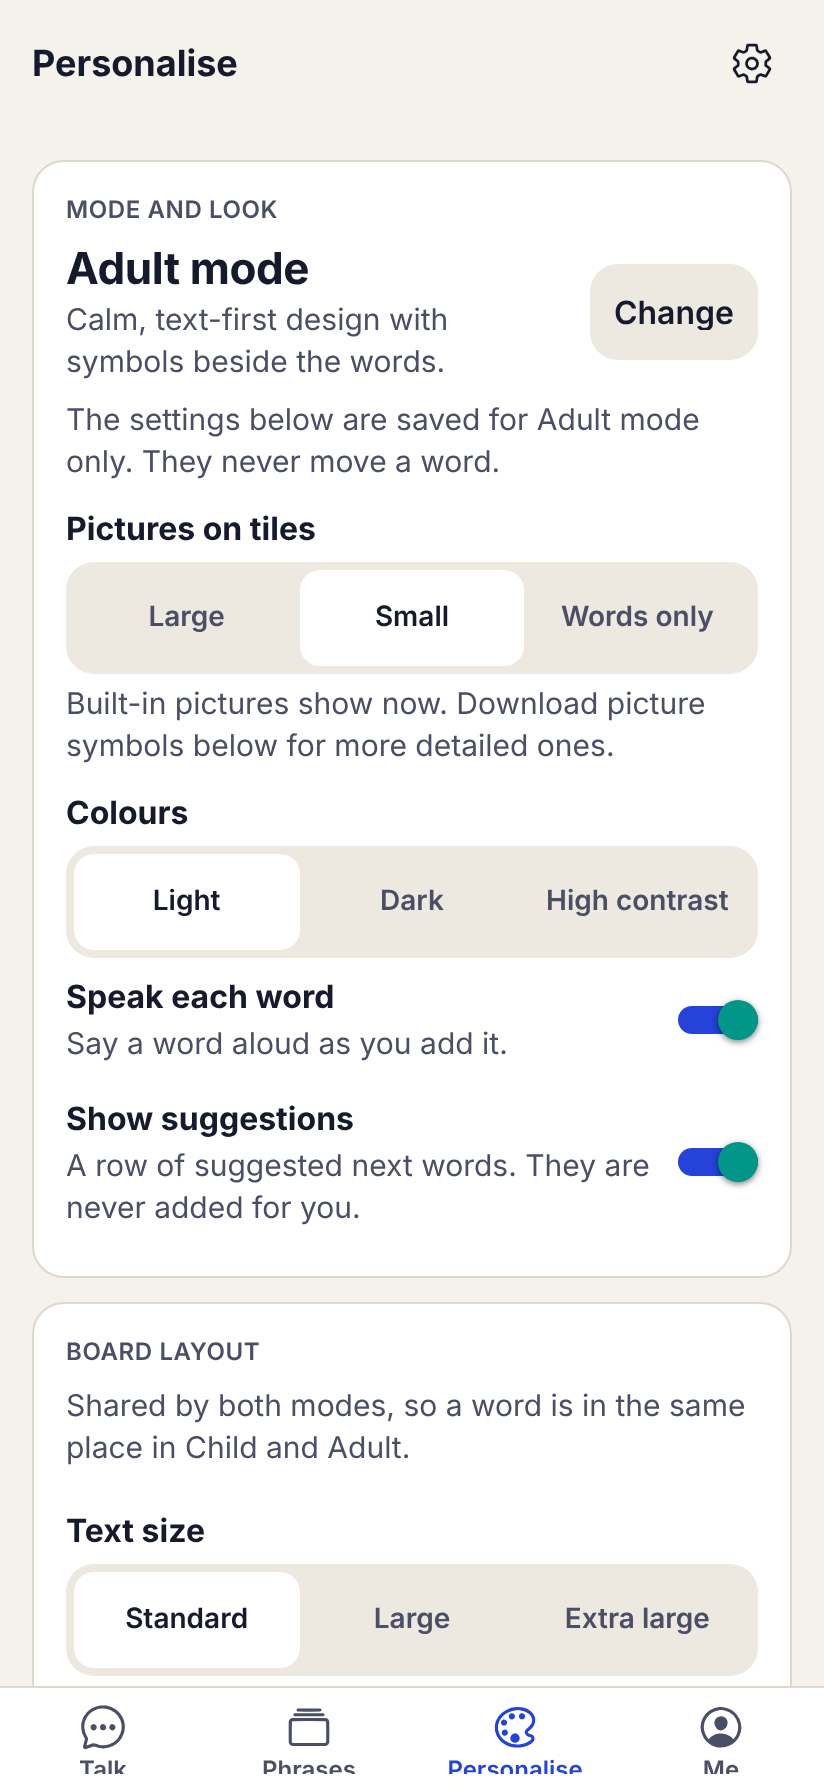 Personalise
MODE AND LOOK
Adult mode
Calm, text-first design with
symbols beside the words.
Change
The settings below are saved for Adult mode
only. They never move a word.
Pictures on tiles
Large
Small
Words only
Built-in pictures show now. Download picture
symbols below for more detailed ones.
Colours
Light
Dark
High contrast
Speak each word
Say a word aloud as you add it.
Show suggestions
A row of suggested next words. They are
never added for you.
BOARD LAYOUT
Shared by both modes, so a word is in the same
place in Child and Adult.
Text size
Standard
Large
Extra large
Talk
Phrases
Personalise
Me